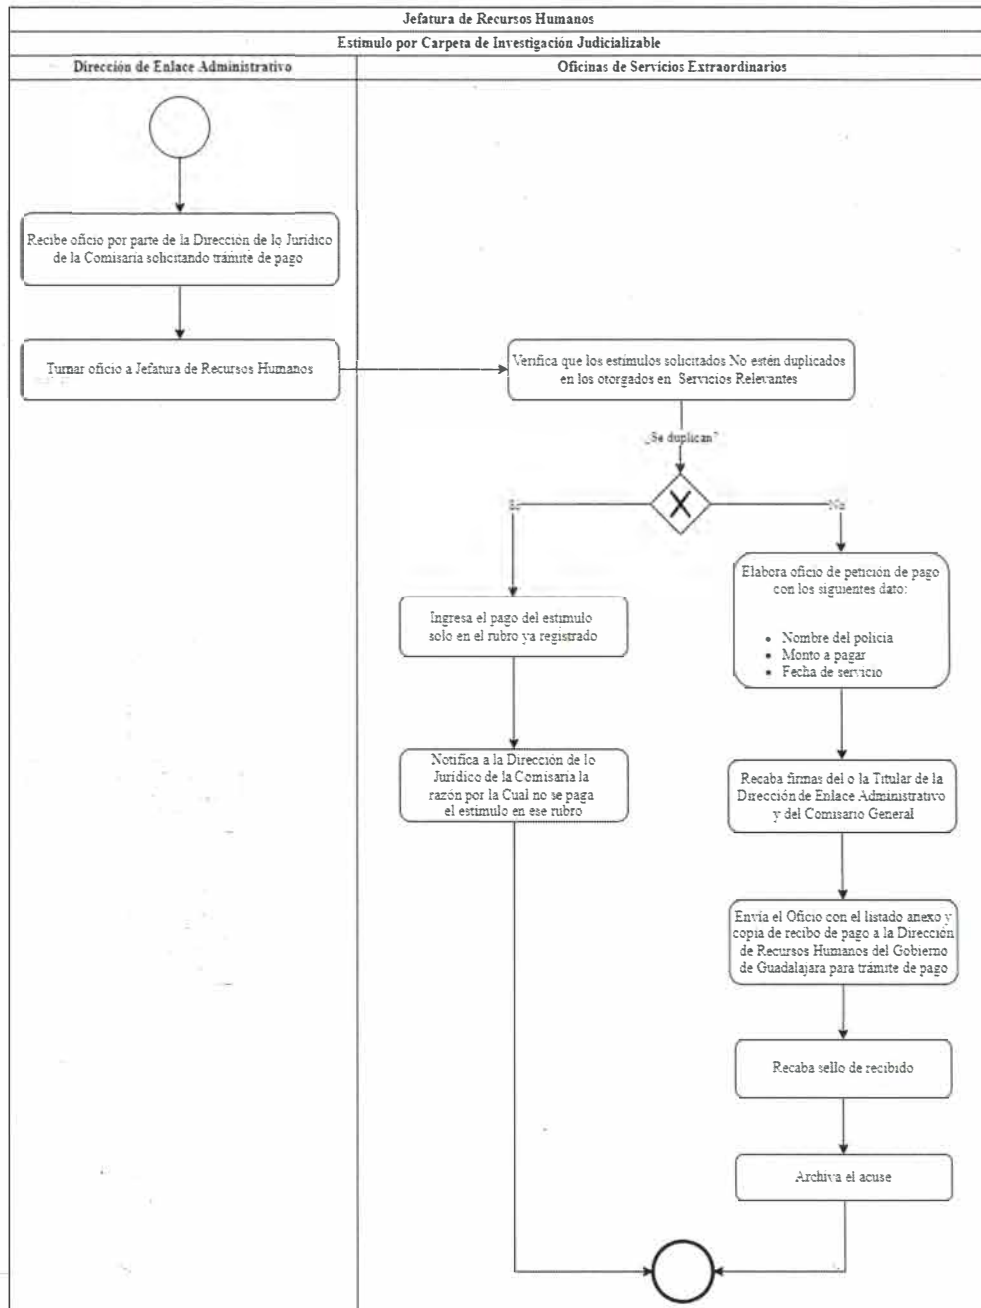 Jefatura de Recursos Humanos
Estimulo por Carpeta de Investigación Judicializable
Dirección de Enlace Administrativo
Oficinas de Servicios Extraordinarios
Recibe oficio por parte de la Dirección de lo Jurídico
de la Comisaria solicitando trámite de pago
Turnar oficio a Jefatura de Recursos Humanos
Verifica que los estímulos solicitados No estén duplicados
en los otorgados en Servicios Relevantes
¿Se duplican?
No
Ingresa el pago del estimulo
solo en el rubro ya registrado
Notifica a la Dirección de lo
Jurídico de la Comisaria la
razón por la Cual no se paga
el estimulo en ese rubro
Elabora oficio de petición de pago
con los siguientes dato:
• Nombre del policia
• Monto a pagar
• Fecha de servicio
Recaba firmas del o la Titular de la
Dirección de Enlace Administrativo
y del Comisario General
Envía el Oficio con el listado anexo y
copia de recibo de pago a la Dirección
de Recursos Humanos del Gobierno
de Guadalajara para trámite de pago
Recaba sello de recibido
Archiva el acuse